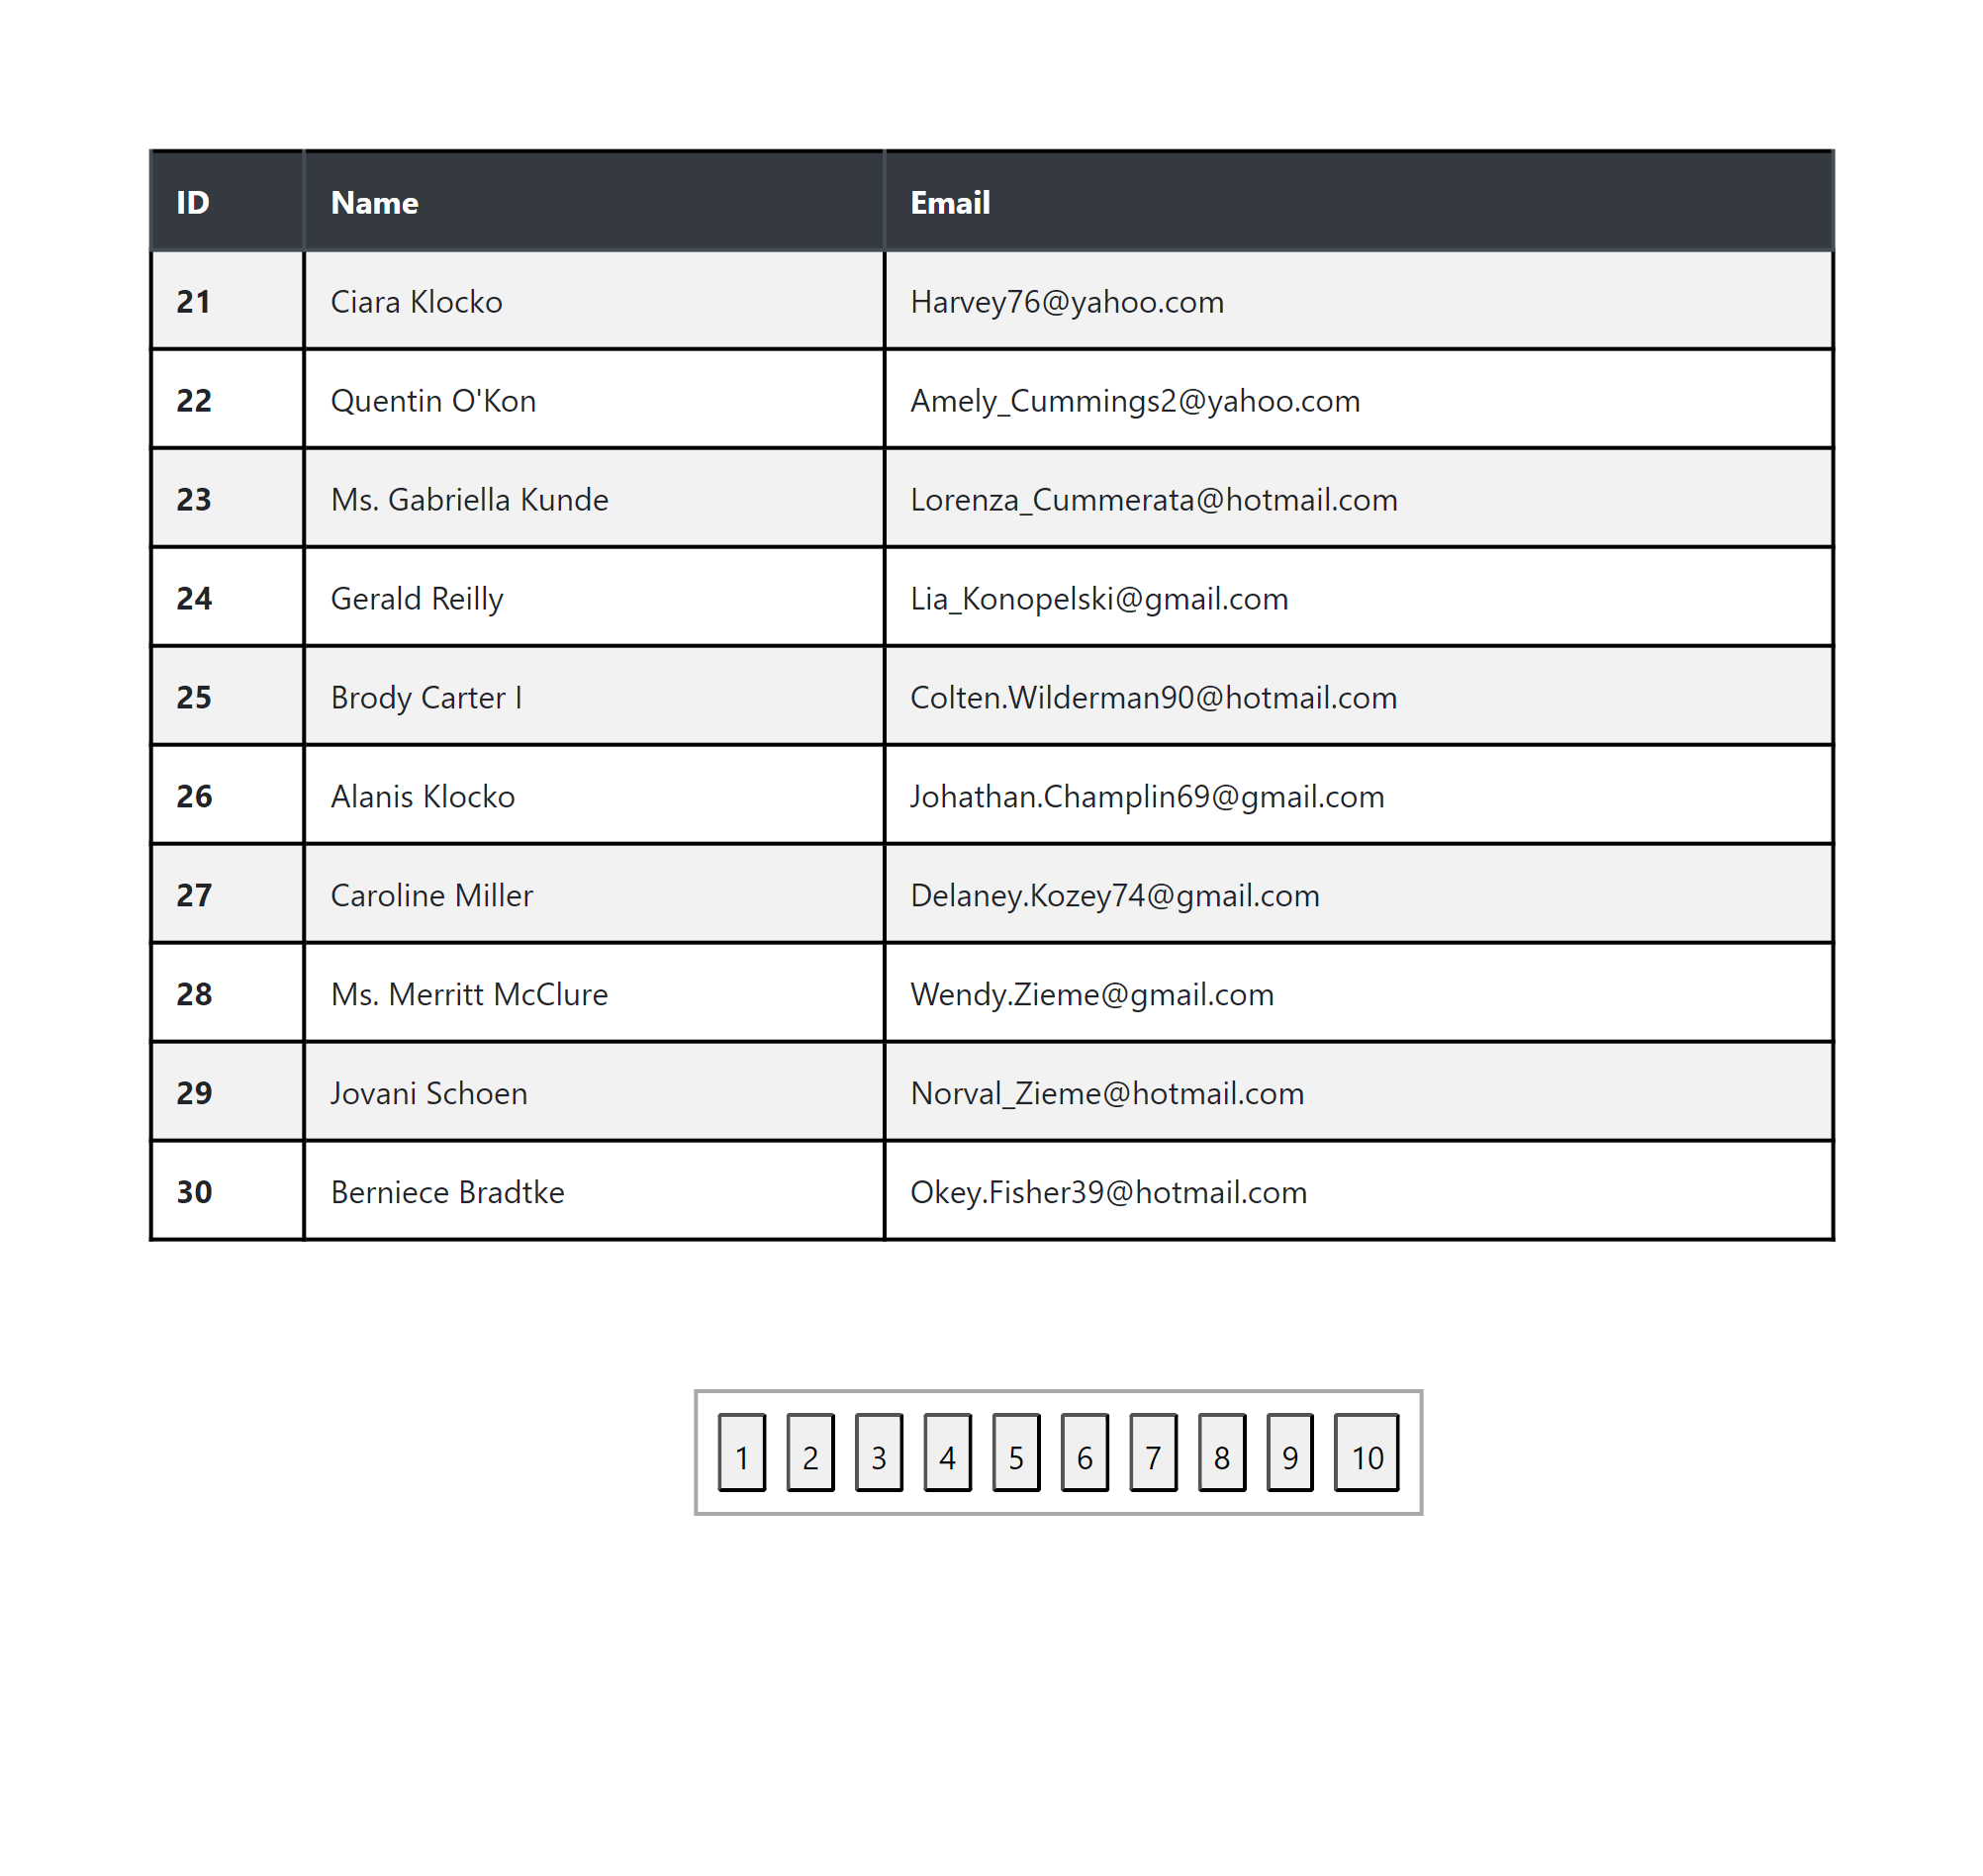 ID Name Email
21 Ciara Klocko Harvey76@yahoo.com
22 Quentin O'Kon Amely_Cummings2@yahoo.com
23 Ms. Gabriella Kunde Lorenza_Cummerata@hotmail.com
24 Gerald Reilly Lia_Konopelski@gmail.com
25 Brody Carter I Colten.Wilderman90@hotmail.com
26 Alanis Klocko Johathan.Champlin69@gmail.com
27 Caroline Miller Delaney.Kozey74@gmail.com
28 Ms. Merritt McClure Wendy.Zieme@gmail.com
29 Jovani Schoen Norval_Zieme@hotmail.com
30 Berniece Bradtke Okey.Fisher39@hotmail.com
1 2 3 4 5 6 7 8 9 10